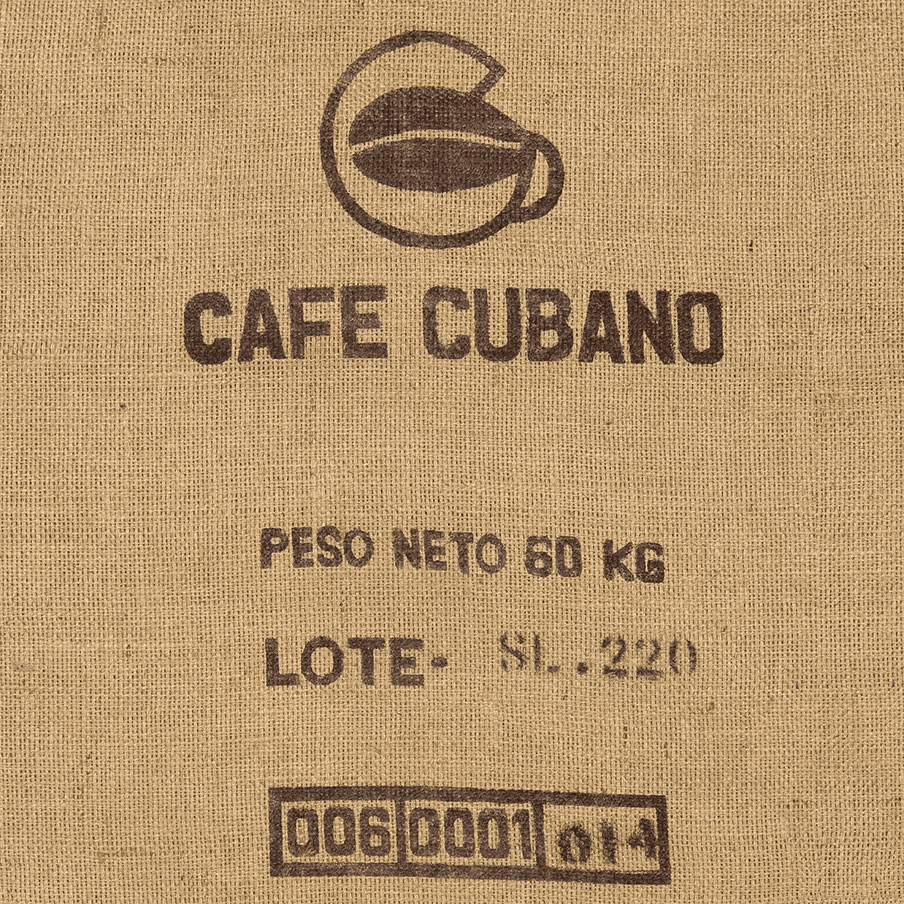 CAFE CUBANO
PESO NETO 60 KG
LOTE- SL.220
006 0001 014